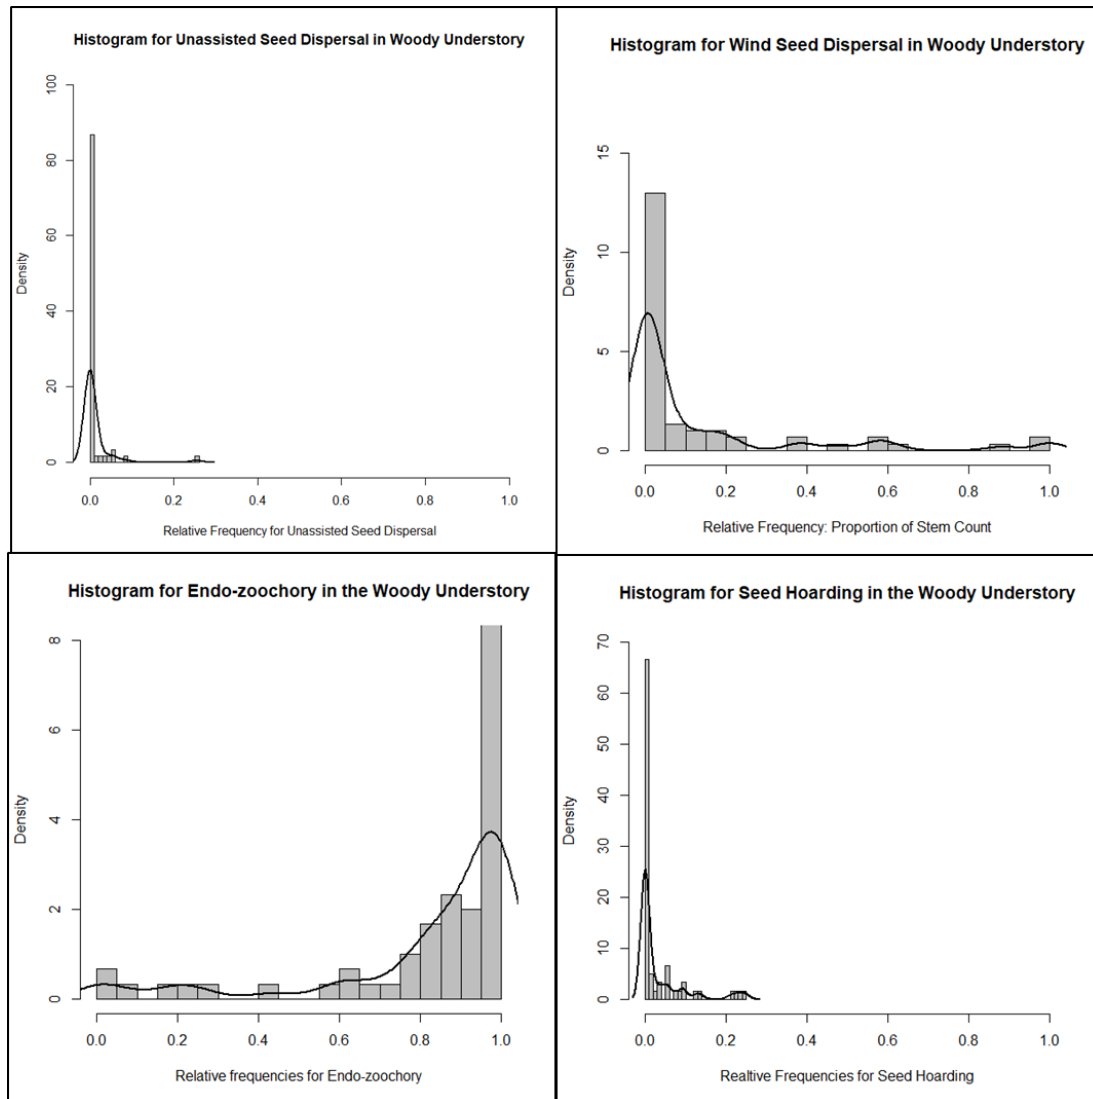 Histogram for Unassisted Seed Dispersal in Woody Understory
100
80
60
40
20
0
Density
0.0 0.2 0.4 0.6 0.8 1.0
Relative Frequency for Unassisted Seed Dispersal
Histogram for Wind Seed Dispersal in Woody Understory
15
10
5
0
Density
0.0 0.2 0.4 0.6 0.8 1.0
Relative Frequency: Proportion of Stem Count
Histogram for Endo-zoochory in the Woody Understory
8
6
4
2
0
Density
0.0 0.2 0.4 0.6 0.8 1.0
Relative frequencies for Endo-zoochory
Histogram for Seed Hoarding in the Woody Understory
70
60
50
40
30
20
10
0
Density
0.0 0.2 0.4 0.6 0.8 1.0
Realtive Frequencies for Seed Hoarding